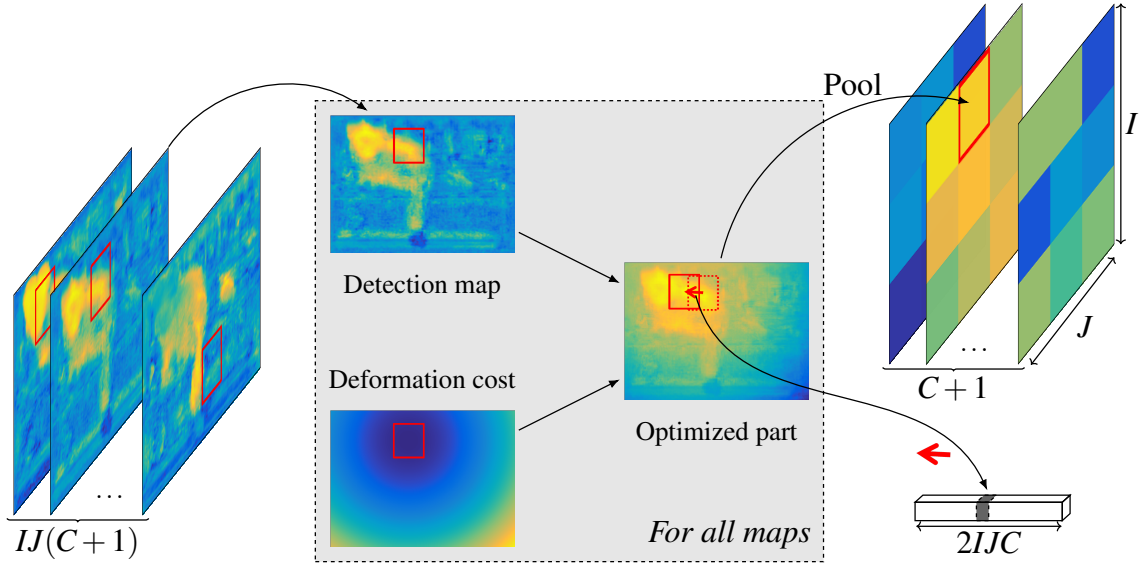 Pool
I
Detection map
J
Deformation cost
...
C + 1
Optimized part
...
IJ(C + 1)
For all maps
2IJC